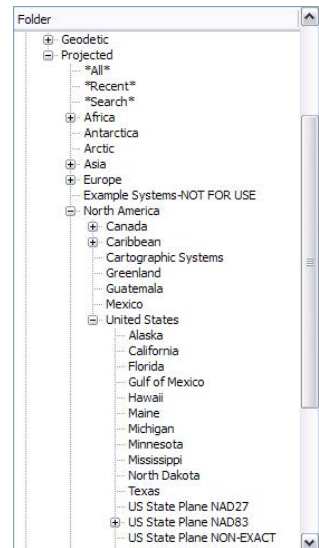 Folder
Geodetic
Projected
*All*
*Recent*
*Search*
Africa
Antarctica
Arctic
Asia
Europe
Example Systems-NOT FOR USE
North America
Canada
Caribbean
Cartographic Systems
Greenland
Guatemala
Mexico
United States
Alaska
California
Florida
Gulf of Mexico
Hawaii
Maine
Michigan
Minnesota
Mississippi
North Dakota
Texas
US State Plane NAD27
US State Plane NAD83
US State Plane NON-EXACT